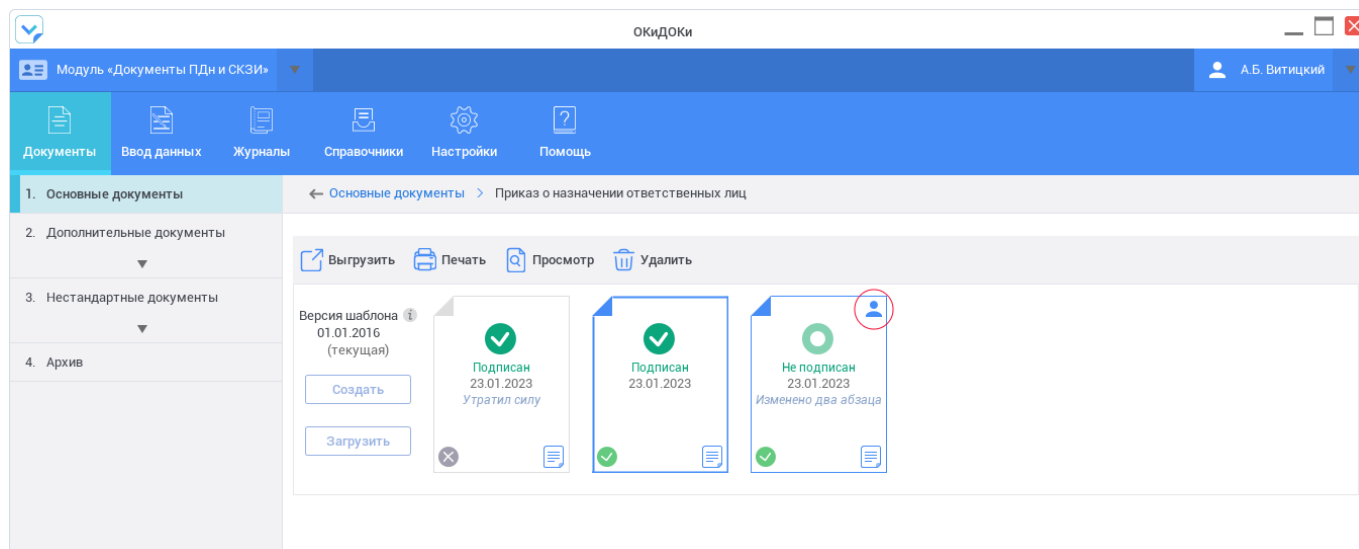 ОКиДОКи
Модуль «Документы ПДн и СКЗИ»
А.Б. Витицкий
Документы
Ввод данных
Журналы
Справочники
Настройки
Помощь
1. Основные документы
2. Дополнительные документы
3. Нестандартные документы
4. Архив
← Основные документы > Приказ о назначении ответственных лиц
Выгрузить
Печать
Просмотр
Удалить
Версия шаблона i
01.01.2016
(текущая)
Создать
Загрузить
Подписан
23.01.2023
Утратил силу
Подписан
23.01.2023
Не подписан
23.01.2023
Изменено два абзаца